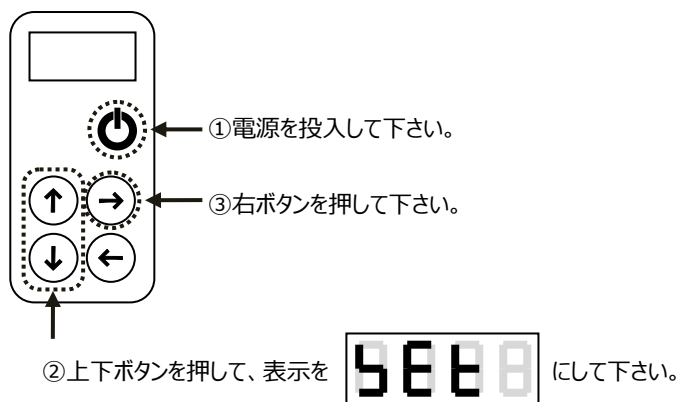 ①電源を投入して下さい。
③右ボタンを押して下さい。
②上下ボタンを押して、表示を SEt にして下さい。